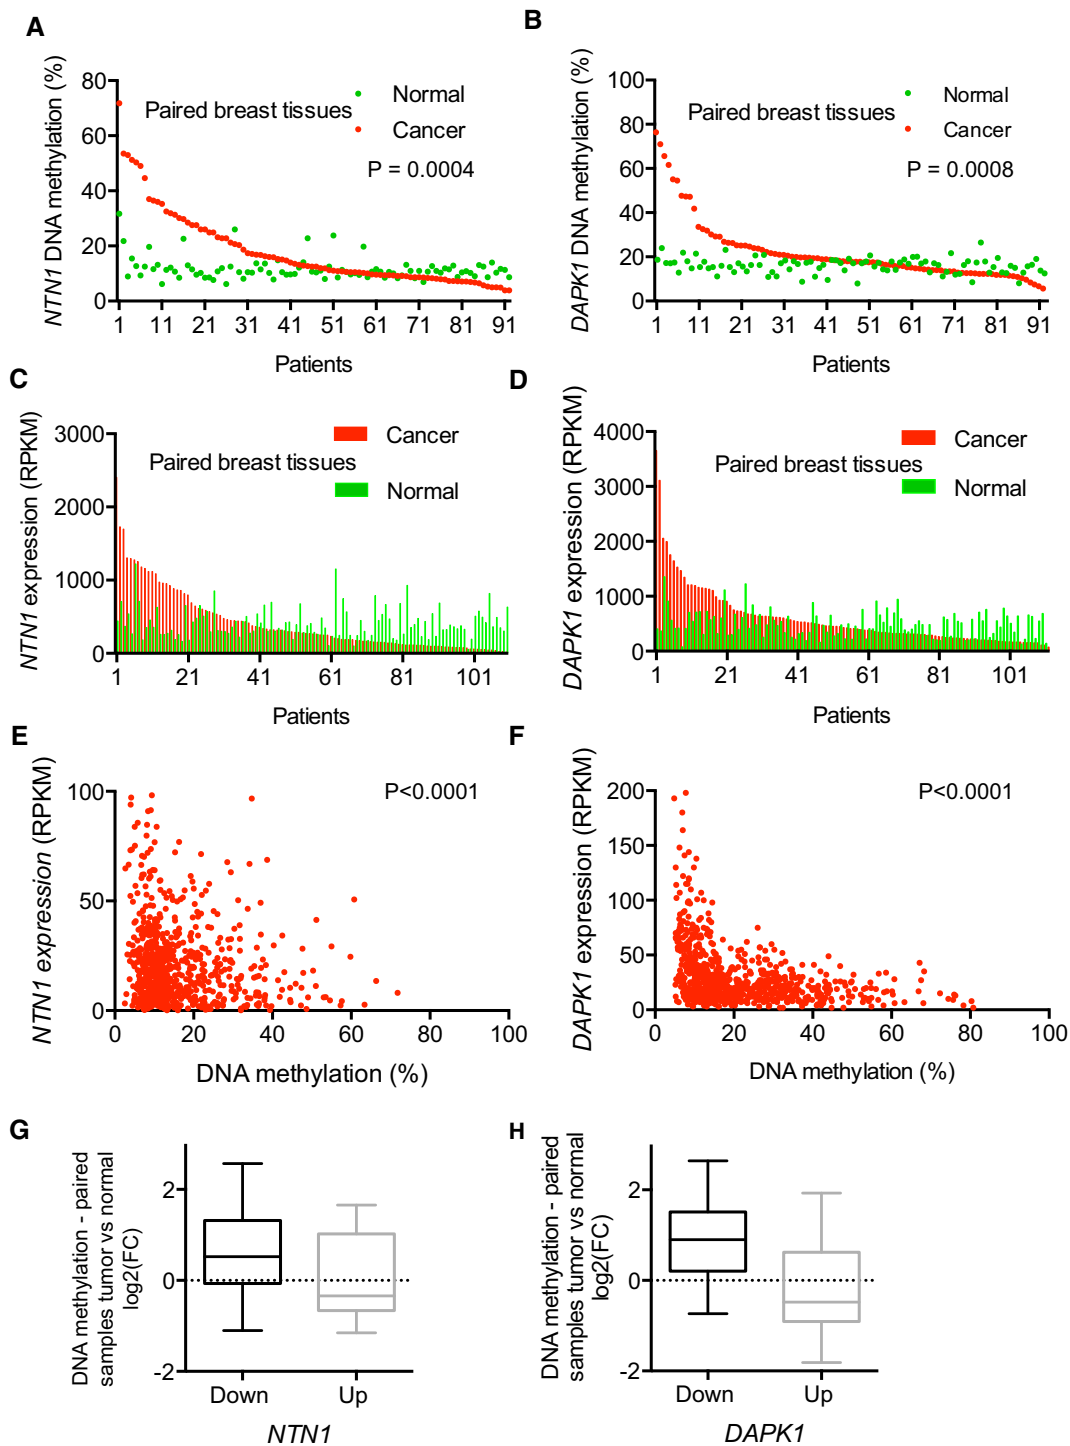 A
NTN1 DNA methylation (%)
80
60
40
20
0
Paired breast tissues
Normal
Cancer
P = 0.0004
1 11 21 31 41 51 61 71 81 91
Patients
B
DAPK1 DNA methylation (%)
100
80
60
40
20
0
Paired breast tissues
Normal
Cancer
P = 0.0008
1 11 21 31 41 51 61 71 81 91
Patients
C
NTN1 expression (RPKM)
3000
2000
1000
0
Paired breast tissues
Cancer
Normal
1 21 41 61 81 101
Patients
D
DAPK1 expression (RPKM)
4000
3000
2000
1000
0
Paired breast tissues
Cancer
Normal
1 21 41 61 81 101
Patients
E
NTN1 expression (RPKM)
100
50
0
P<0.0001
0 20 40 60 80 100
DNA methylation (%)
F
DAPK1 expression (RPKM)
200
150
100
50
0
P<0.0001
0 20 40 60 80 100
DNA methylation (%)
G
DNA methylation - paired
samples tumor vs normal
log2(FC)
2
0
-2
Down Up
NTN1
H
DNA methylation - paired
samples tumor vs normal
log2(FC)
2
0
-2
Down Up
DAPK1